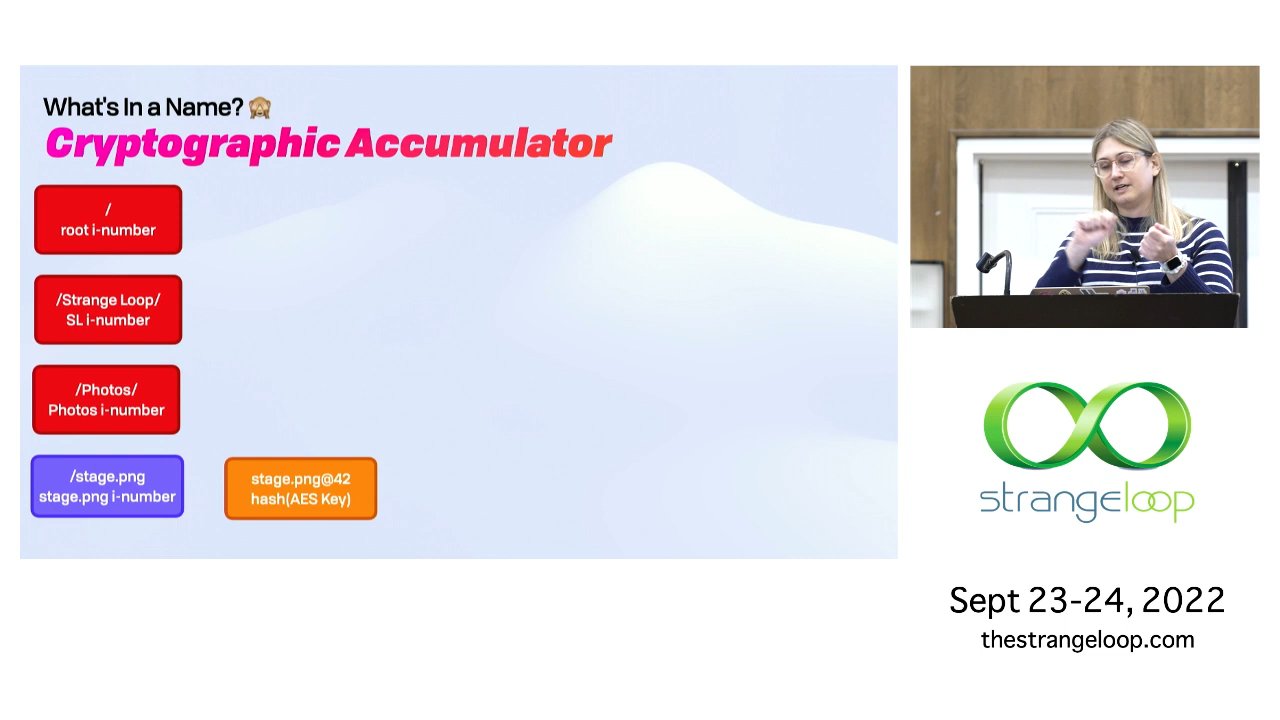 What's In a Name? 🙈
Cryptographic Accumulator
/
root i-number
/Strange Loop/
SL i-number
/Photos/
Photos i-number
/stage.png
stage.png i-number
stage.png@42
hash(AES Key)
strangeloop
Sept 23-24, 2022
thestrangeloop.com